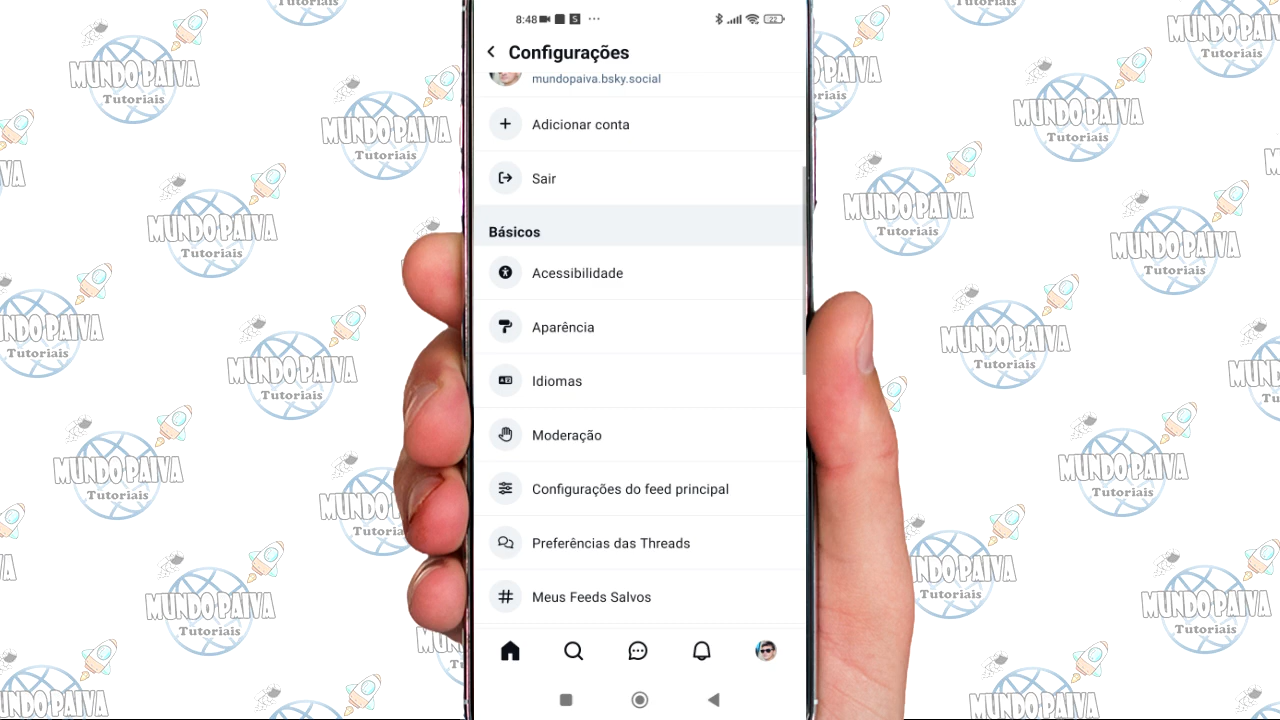 8:48
S
22
Configurações
mundopaiva.bsky.social
Adicionar conta
Sair
Básicos
Acessibilidade
Aparência
Idiomas
Moderação
Configurações do feed principal
Preferências das Threads
Meus Feeds Salvos
MUNDO PAIVA
Tutoriais